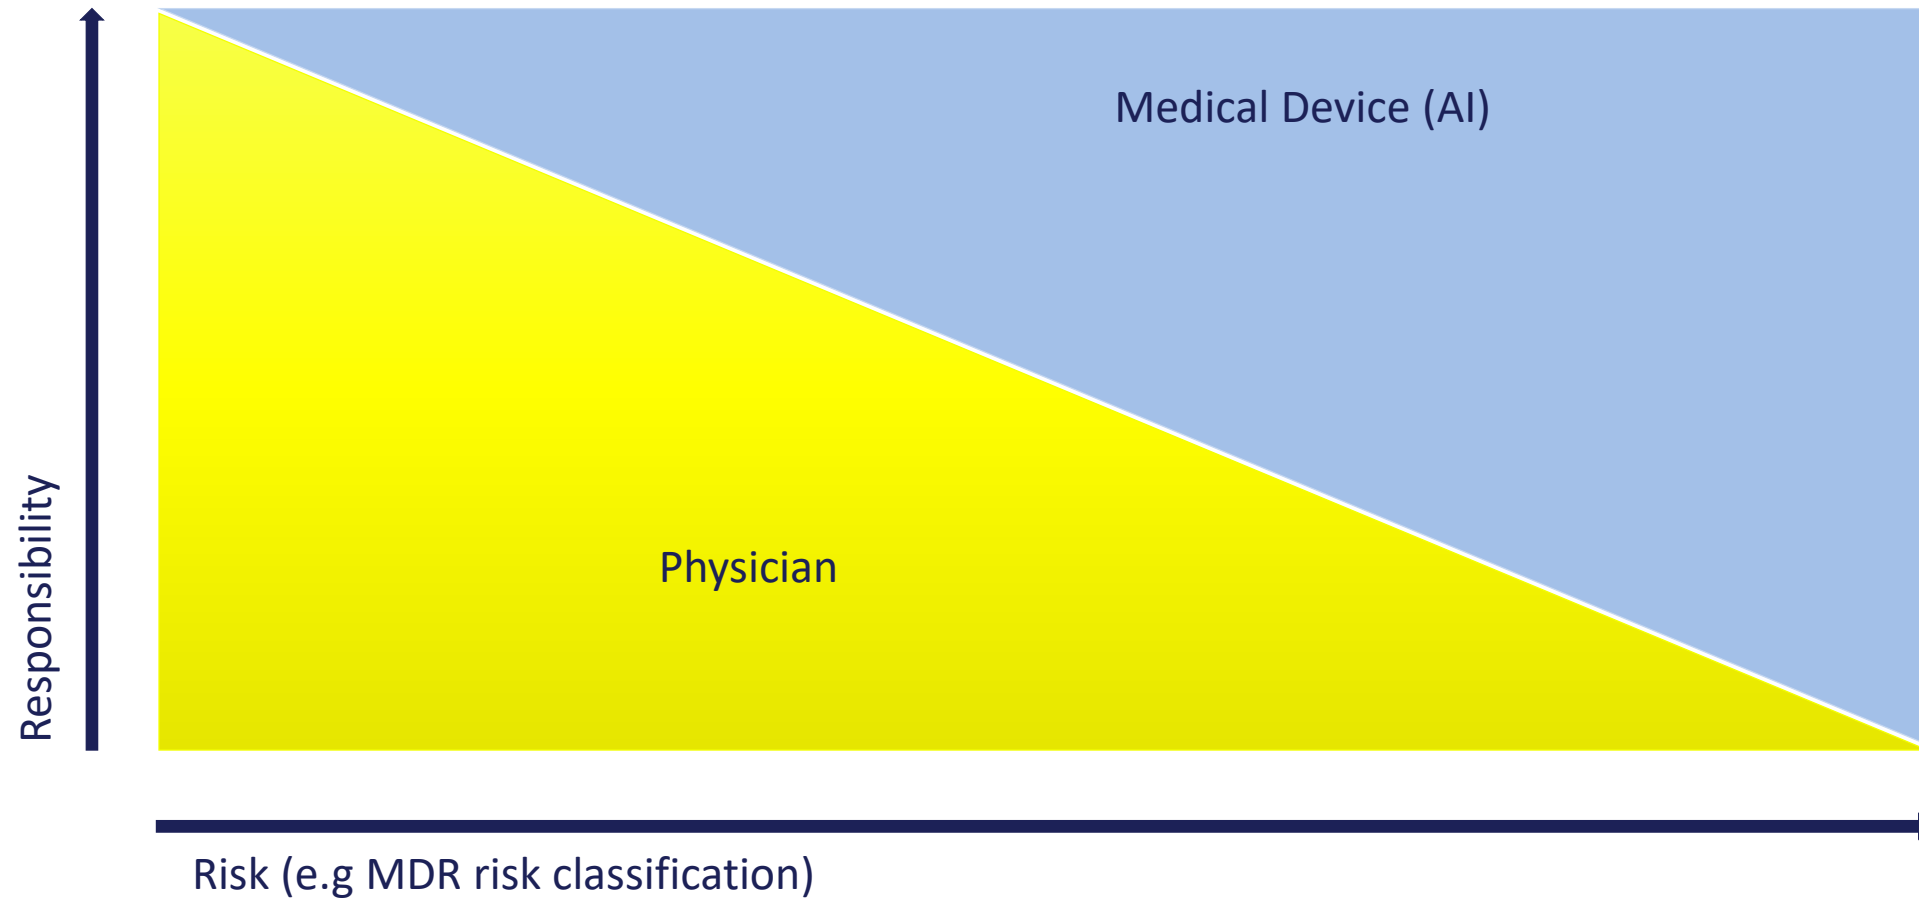 Medical Device (AI)
Physician
Responsibility
Risk (e.g MDR risk classification)